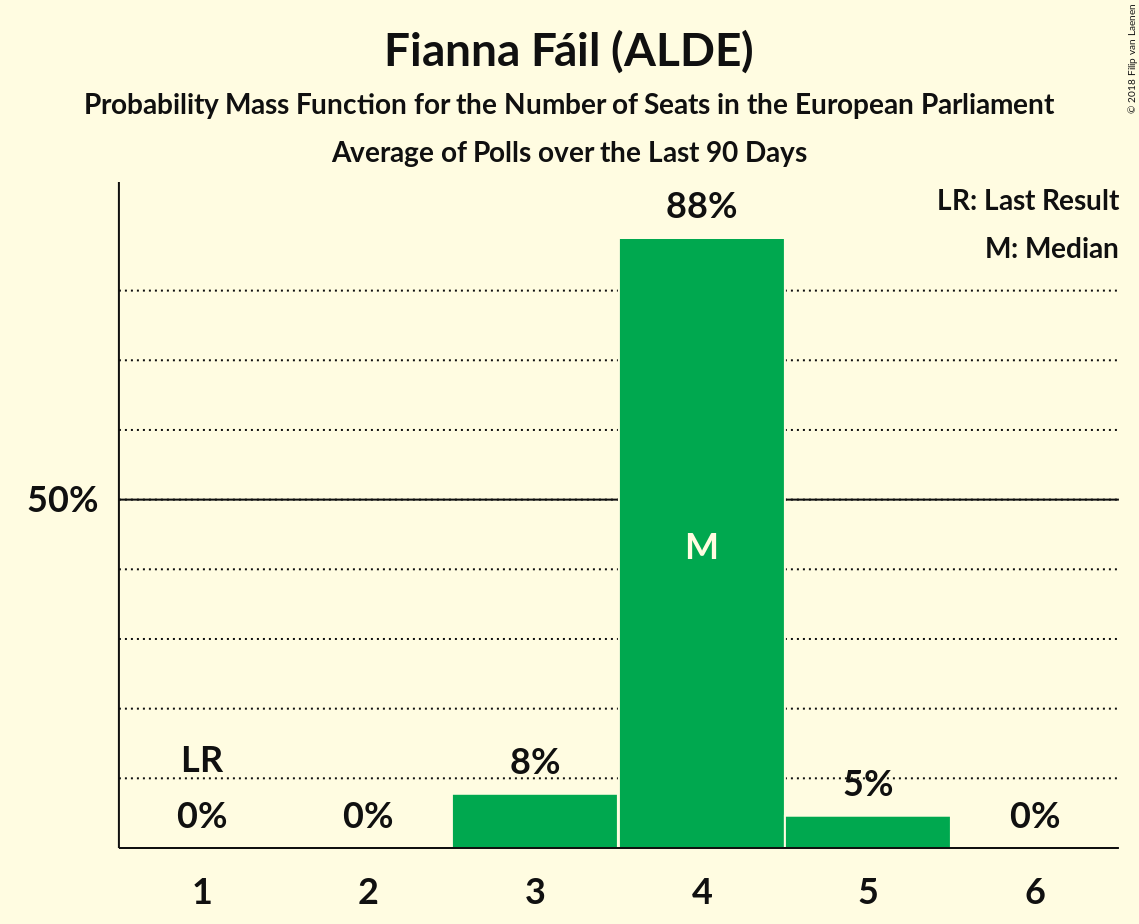 Fianna Fáil (ALDE)
Probability Mass Function for the Number of Seats in the European Parliament
Average of Polls over the Last 90 Days
© 2018 Filip van Laenen
LR: Last Result
M: Median
88%
50%
M
LR
8%
5%
0%
0%
0%
1
2
3
4
5
6